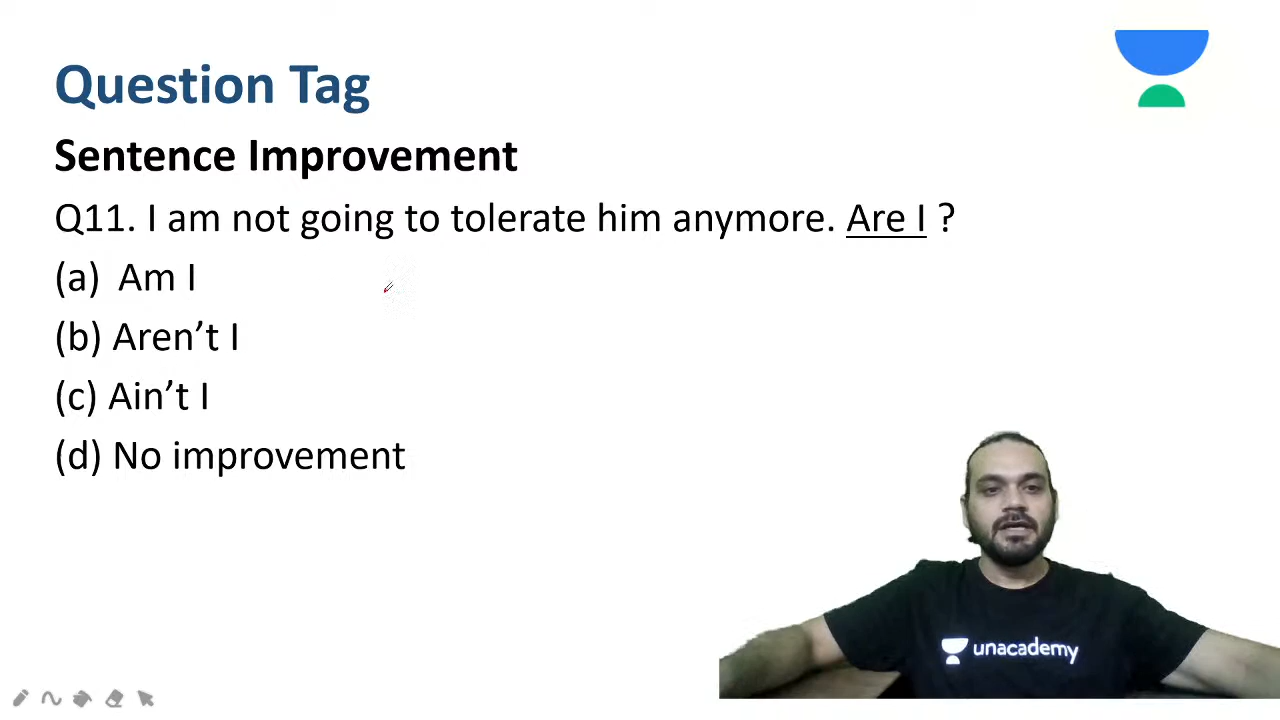 Question Tag
Sentence Improvement
Q11. I am not going to tolerate him anymore. Are I ?
(a) Am I
(b) Aren’t I
(c) Ain’t I
(d) No improvement
unacademy